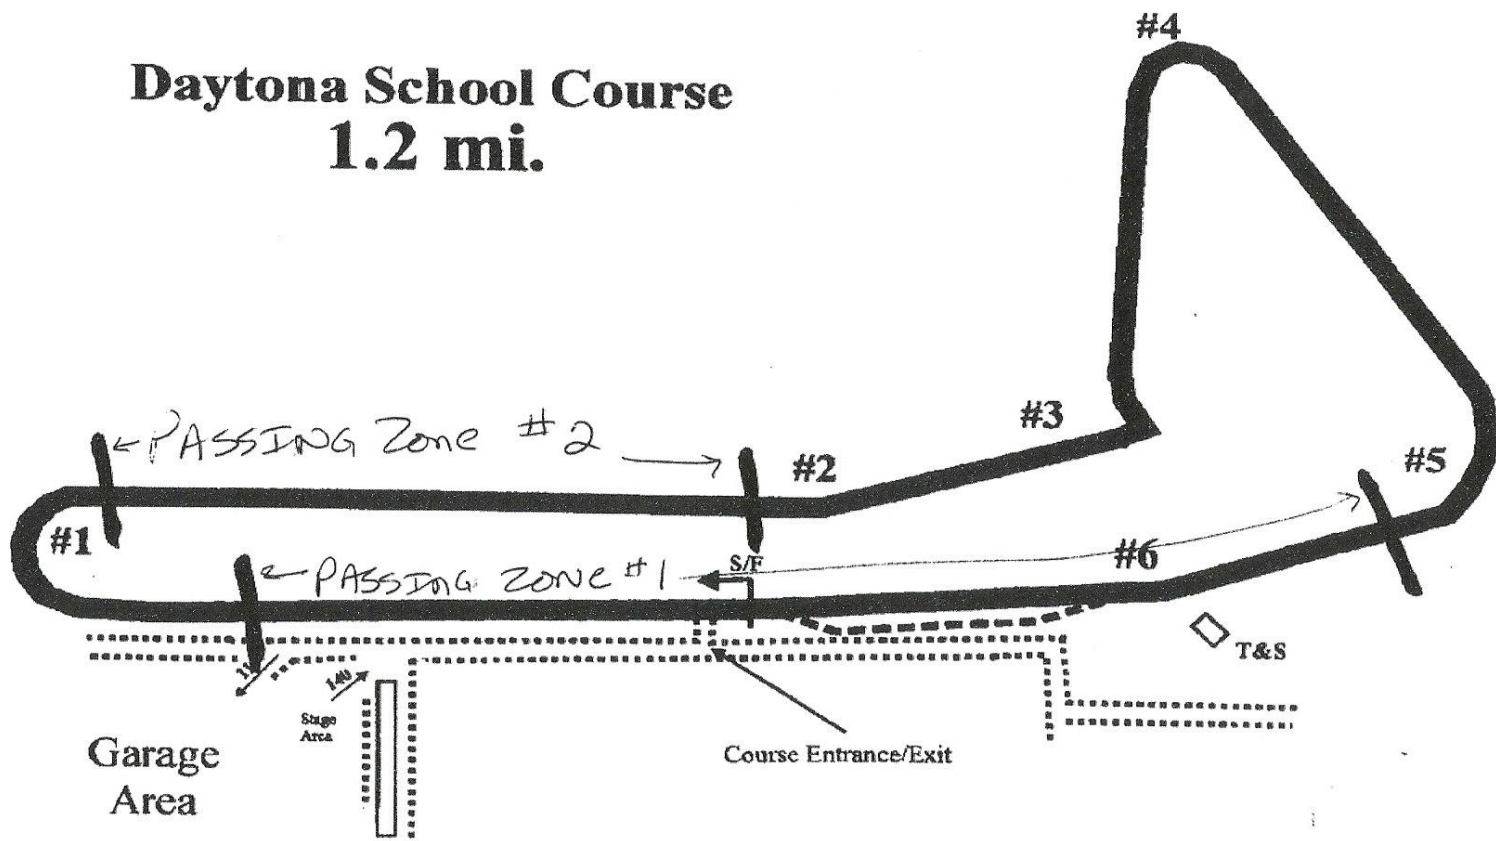 #4
Daytona School Course
1.2 mi.
#3
PASSING Zone #2
#2
#5
#1
PASSING ZONE #1
S/F
#6
T&S
140
Stage
Area
Course Entrance/Exit
Garage
Area